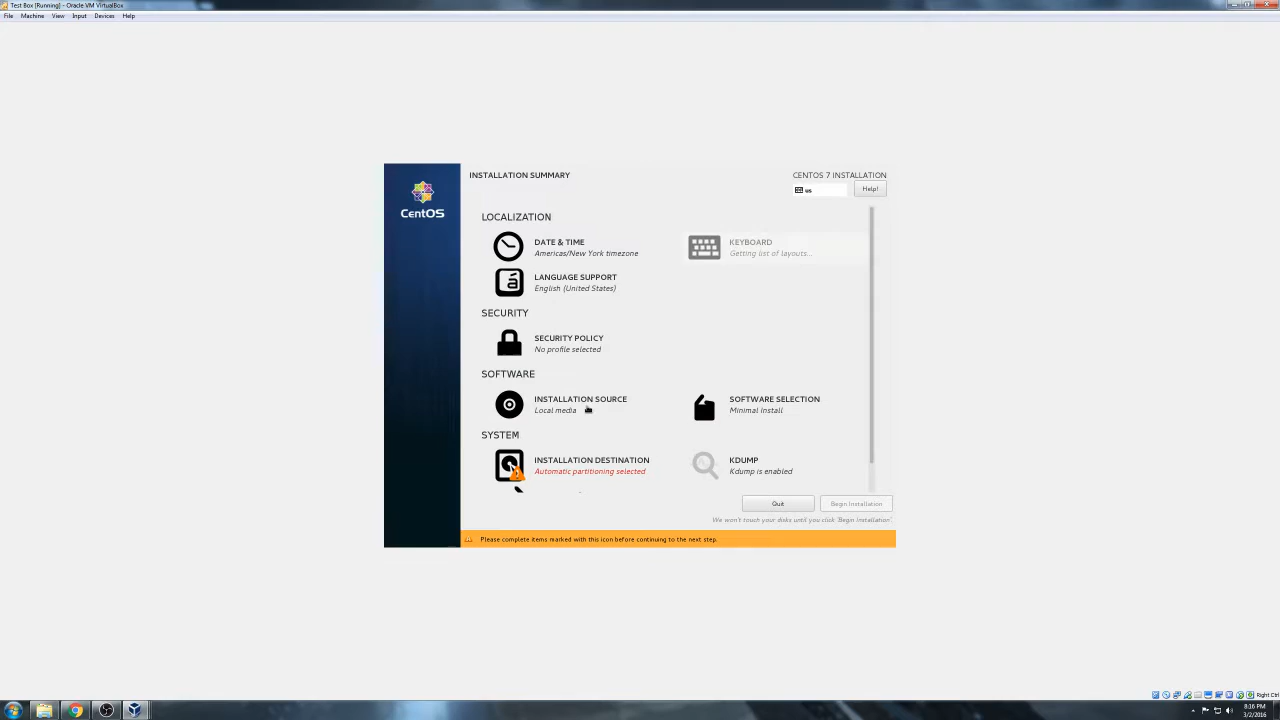 Test Box [Running] - Oracle VM VirtualBox
File Machine View Input Devices Help
INSTALLATION SUMMARY
CENTOS 7 INSTALLATION
us
Help!
CentOS
LOCALIZATION
DATE & TIME
Americas/New York timezone
KEYBOARD
Getting list of layouts...
LANGUAGE SUPPORT
English (United States)
SECURITY
SECURITY POLICY
No profile selected
SOFTWARE
INSTALLATION SOURCE
Local media
SOFTWARE SELECTION
Minimal Install
SYSTEM
INSTALLATION DESTINATION
Automatic partitioning selected
KDUMP
Kdump is enabled
Quit
Begin Installation
We won't touch your disks until you click 'Begin Installation'.
Please complete items marked with this icon before continuing to the next step.
Right Ctrl
8:16 PM
3/2/2016